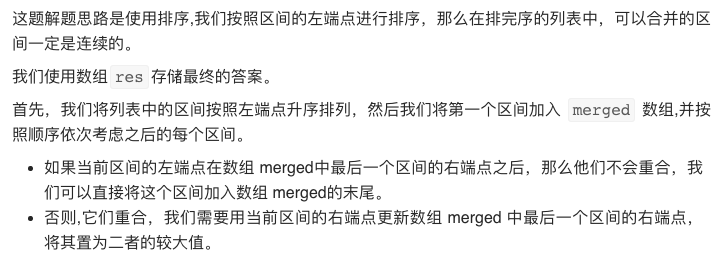 这题解题思路是使用排序,我们按照区间的左端点进行排序，那么在排完序的列表中，可以合并的区
间一定是连续的。
我们使用数组 res 存储最终的答案。
首先，我们将列表中的区间按照左端点升序排列，然后我们将第一个区间加入 merged 数组,并按
照顺序依次考虑之后的每个区间。
• 如果当前区间的左端点在数组 merged中最后一个区间的右端点之后，那么他们不会重合，我
们可以直接将这个区间加入数组 merged的末尾。
• 否则,它们重合，我们需要用当前区间的右端点更新数组 merged 中最后一个区间的右端点，
将其置为二者的较大值。